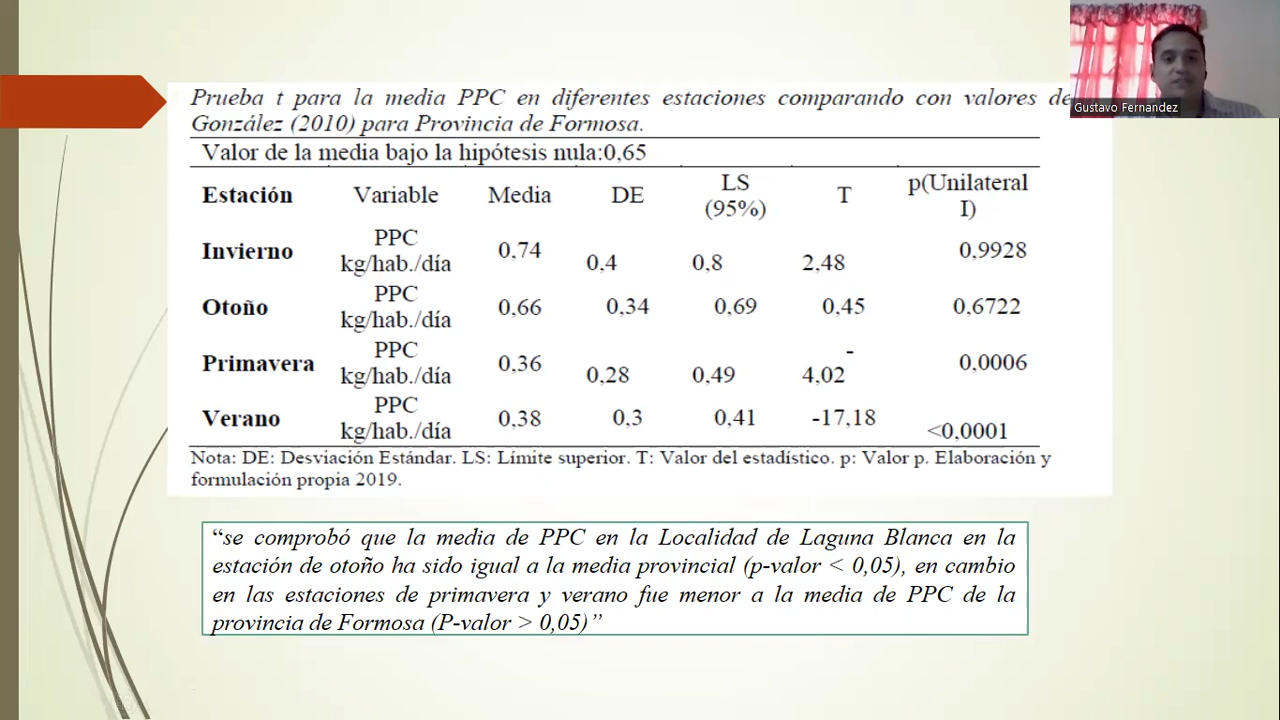 Gustavo Fernandez
Prueba t para la media PPC en diferentes estaciones comparando con valores de
González (2010) para Provincia de Formosa.
Valor de la media bajo la hipótesis nula:0,65
Estación Variable Media DE LS (95%) T p(Unilateral I)
Invierno PPC kg/hab./día 0,74 0,4 0,8 2,48 0,9928
Otoño PPC kg/hab./día 0,66 0,34 0,69 0,45 0,6722
Primavera PPC kg/hab./día 0,36 0,28 0,49 -4,02 0,0006
Verano PPC kg/hab./día 0,38 0,3 0,41 -17,18 <0,0001
Nota: DE: Desviación Estándar. LS: Límite superior. T: Valor del estadístico. p: Valor p. Elaboración y
formulación propia 2019.
“se comprobó que la media de PPC en la Localidad de Laguna Blanca en la
estación de otoño ha sido igual a la media provincial (p-valor < 0,05), en cambio
en las estaciones de primavera y verano fue menor a la media de PPC de la
provincia de Formosa (P-valor > 0,05)”